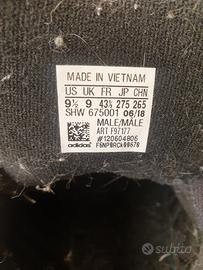 MADE IN VIETNAM
US UK FR JP CHN
9½ 9 43⅓ 275 265
SHW 675001 06/18
MALE/MÂLE
ART F97177
#120604806
adidas
subito